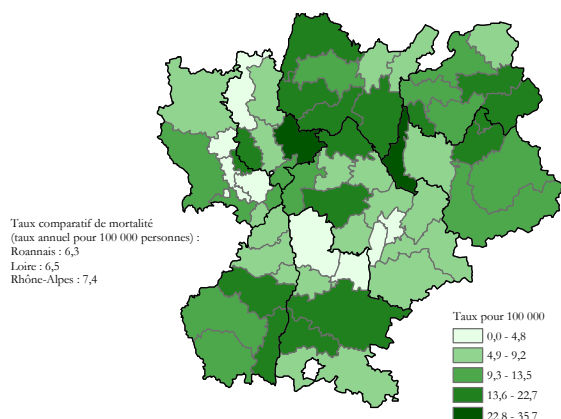 Taux comparatif de mortalité
(taux annuel pour 100 000 personnes) :
Roannais : 6,3
Loire : 6,5
Rhône-Alpes : 7,4
Taux pour 100 000
0,0 - 4,8
4,9 - 9,2
9,3 - 13,5
13,6 - 22,7
22,8 - 35,7